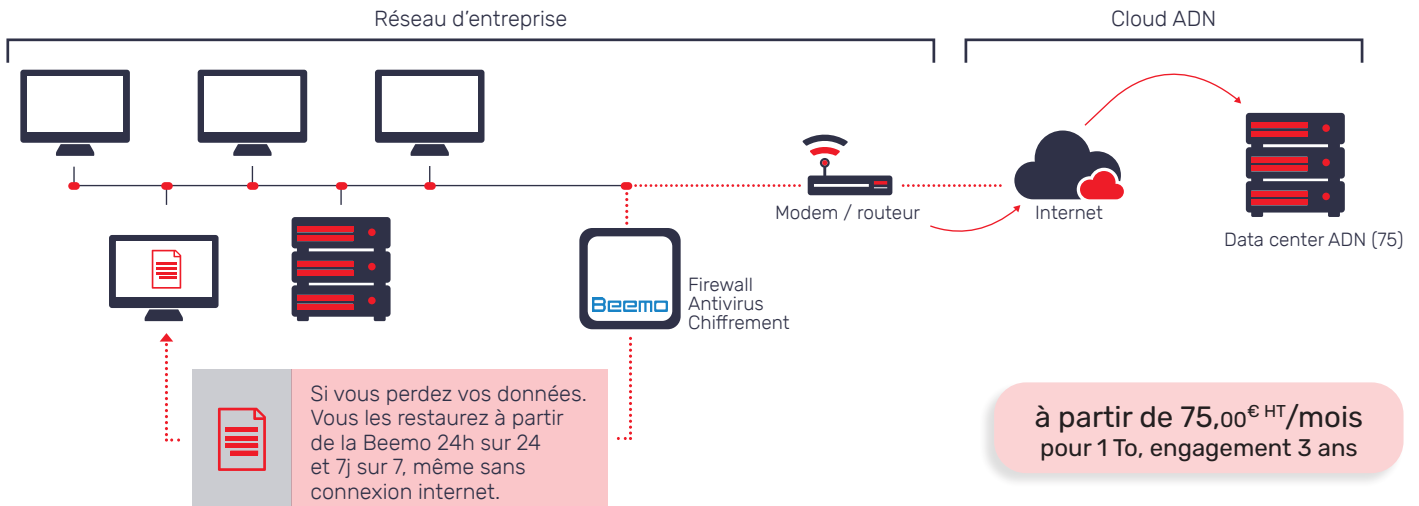 Réseau d'entreprise
Cloud ADN
Modem / routeur
Internet
Data center ADN (75)
Beemo
Firewall
Antivirus
Chiffrement
Si vous perdez vos données.
Vous les restaurez à partir
de la Beemo 24h sur 24
et 7j sur 7, même sans
connexion internet.
à partir de 75,00€ HT/mois
pour 1 To, engagement 3 ans